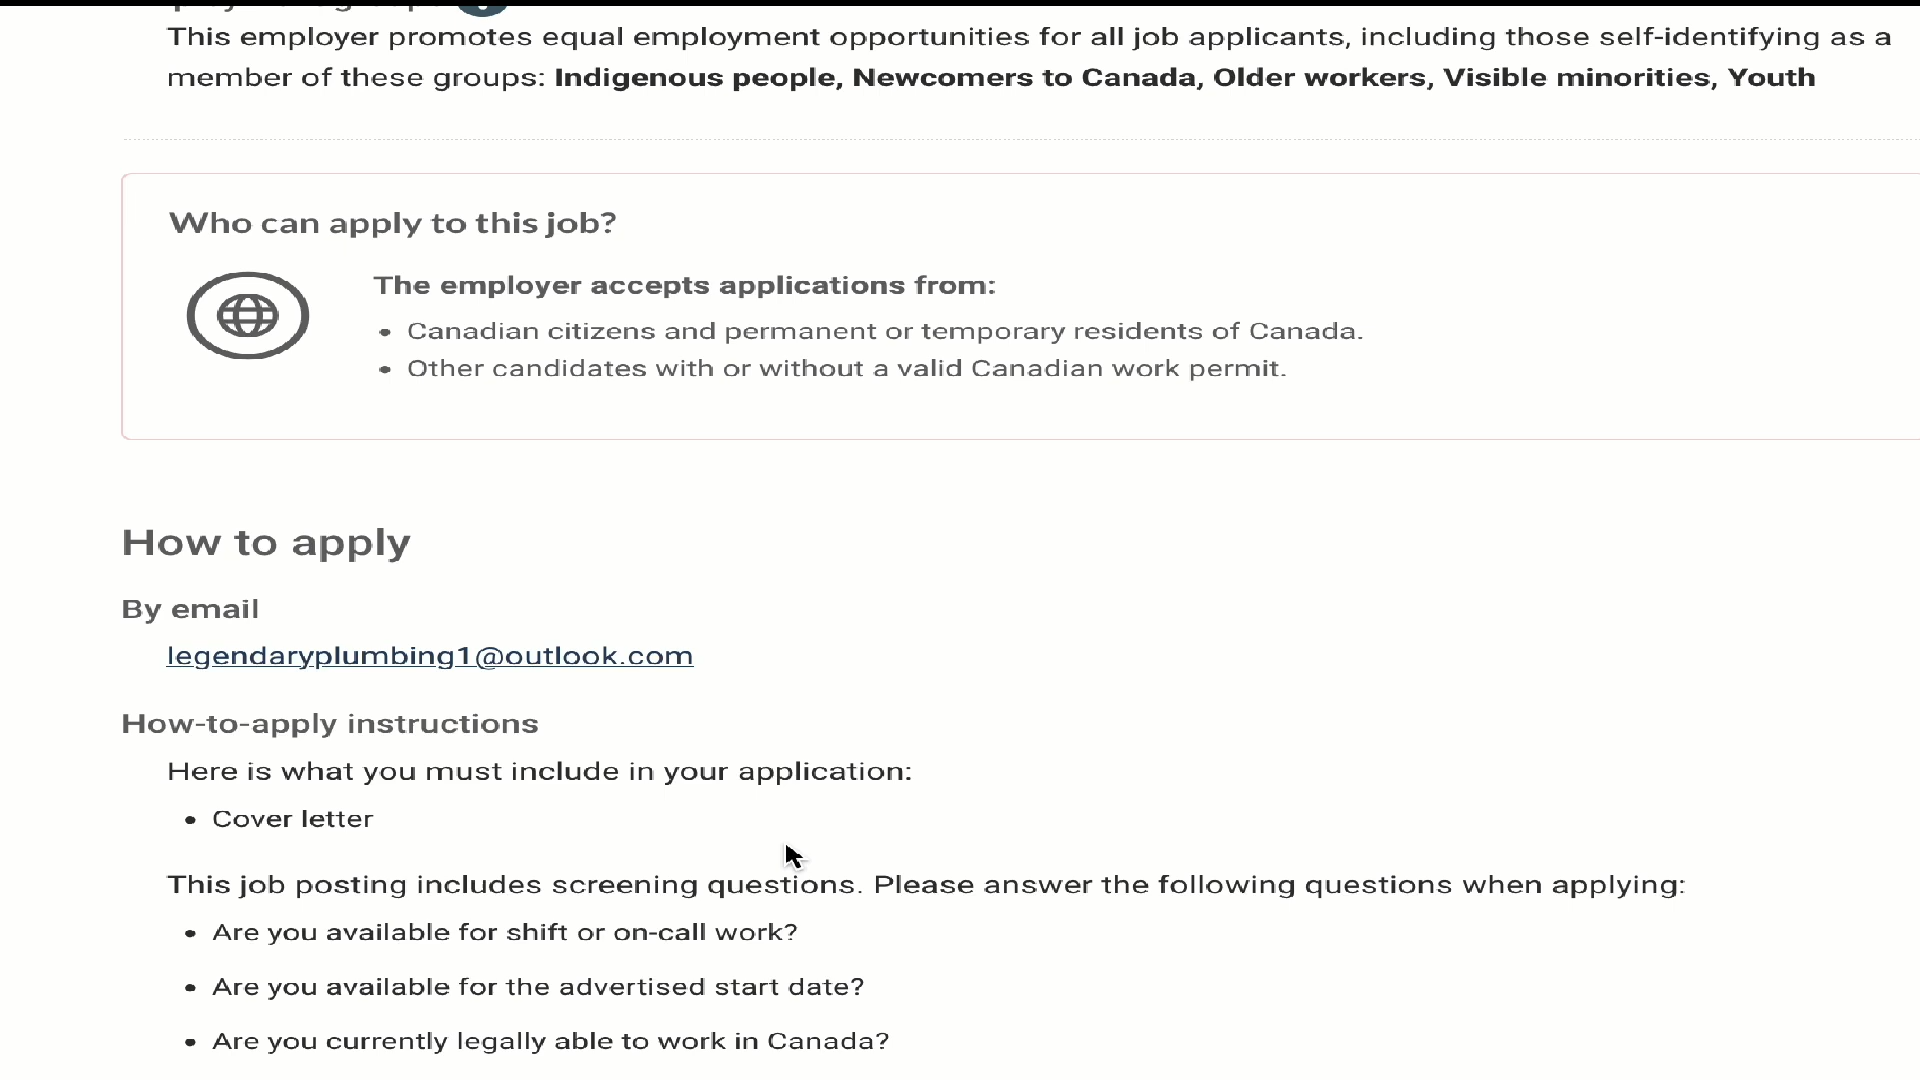 This employer promotes equal employment opportunities for all job applicants, including those self-identifying as a
member of these groups: Indigenous people, Newcomers to Canada, Older workers, Visible minorities, Youth
Who can apply to this job?
The employer accepts applications from:
• Canadian citizens and permanent or temporary residents of Canada.
• Other candidates with or without a valid Canadian work permit.
How to apply
By email
legendaryplumbing1@outlook.com
How-to-apply instructions
Here is what you must include in your application:
• Cover letter
This job posting includes screening questions. Please answer the following questions when applying:
• Are you available for shift or on-call work?
• Are you available for the advertised start date?
• Are you currently legally able to work in Canada?